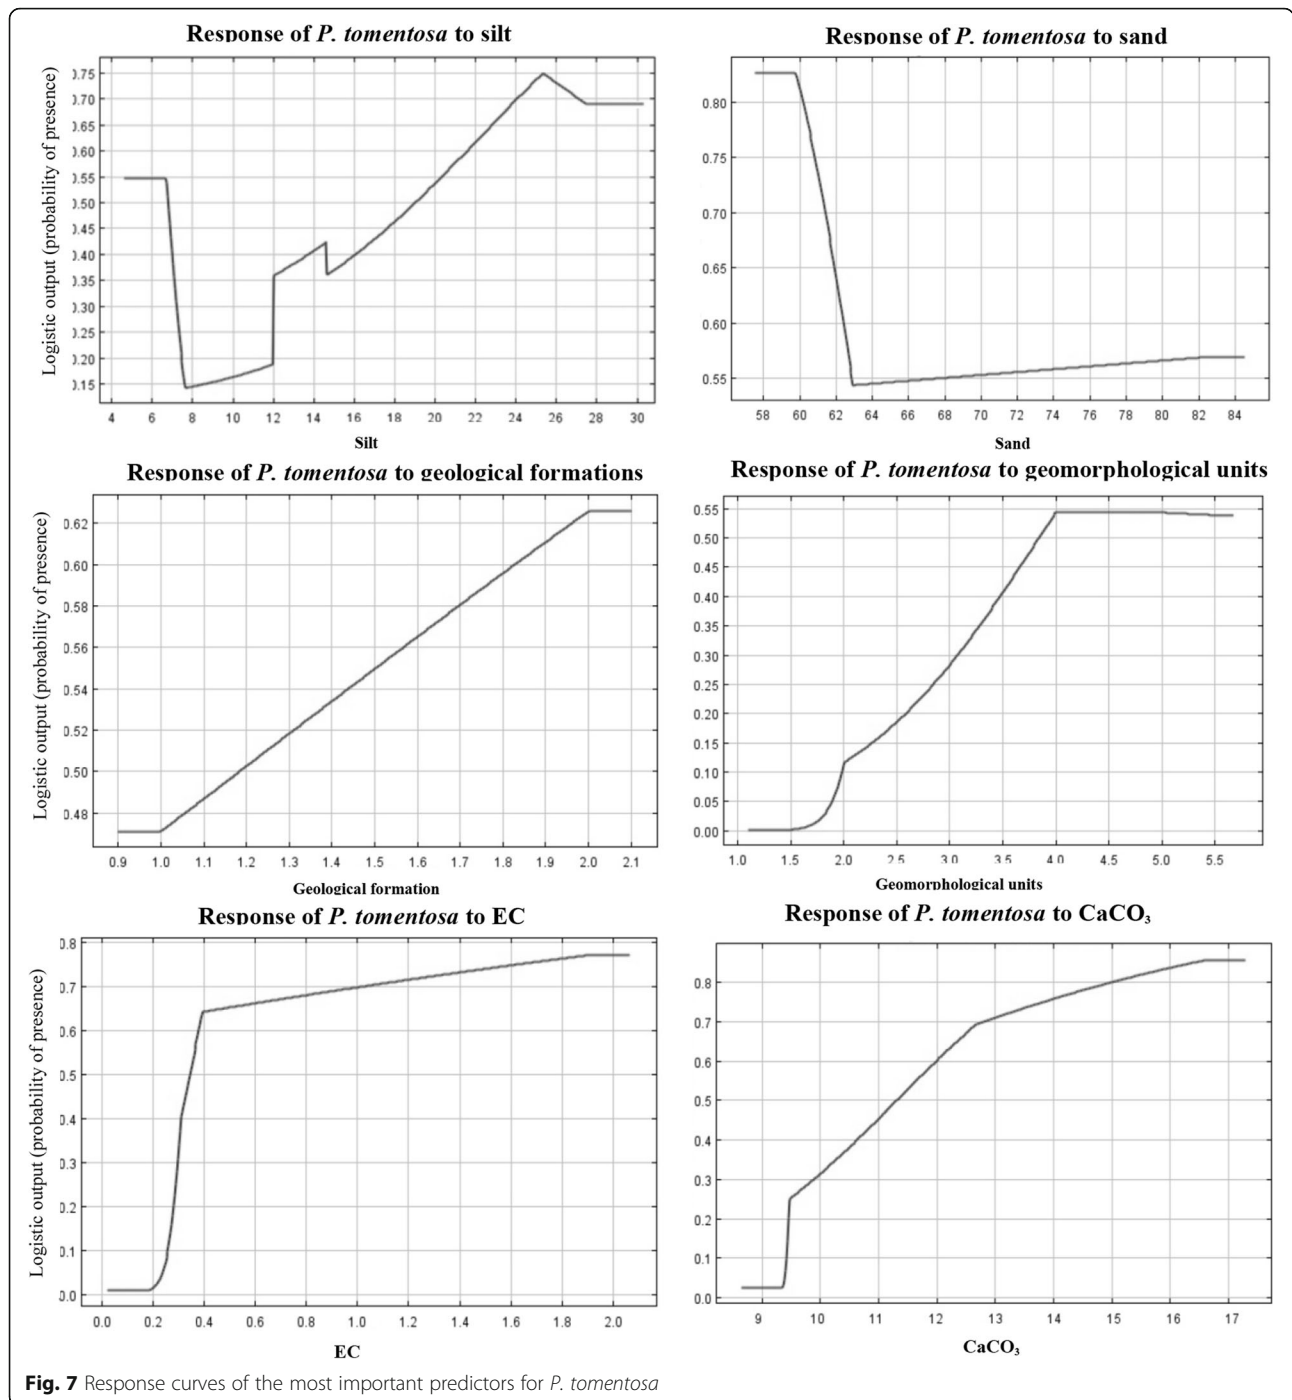 Response of P. tomentosa to silt
Logistic output (probability of presence)
0.75
0.70
0.65
0.60
0.55
0.50
0.45
0.40
0.35
0.30
0.25
0.20
0.15
4 6 8 10 12 14 16 18 20 22 24 26 28 30
Silt
Response of P. tomentosa to sand
0.80
0.75
0.70
0.65
0.60
0.55
58 60 62 64 66 68 70 72 74 76 78 80 82 84
Sand
Response of P. tomentosa to geological formations
Logistic output (probability of presence)
0.62
0.60
0.58
0.56
0.54
0.52
0.50
0.48
0.9 1.0 1.1 1.2 1.3 1.4 1.5 1.6 1.7 1.8 1.9 2.0 2.1
Geological formation
Response of P. tomentosa to geomorphological units
0.55
0.50
0.45
0.40
0.35
0.30
0.25
0.20
0.15
0.10
0.05
0.00
1.0 1.5 2.0 2.5 3.0 3.5 4.0 4.5 5.0 5.5
Geomorphological units
Response of P. tomentosa to EC
Logistic output (probability of presence)
0.8
0.7
0.6
0.5
0.4
0.3
0.2
0.1
0.0
0.0 0.2 0.4 0.6 0.8 1.0 1.2 1.4 1.6 1.8 2.0
EC
Response of P. tomentosa to CaCO₃
0.8
0.7
0.6
0.5
0.4
0.3
0.2
0.1
0.0
9 10 11 12 13 14 15 16 17
CaCO₃
Fig. 7 Response curves of the most important predictors for P. tomentosa